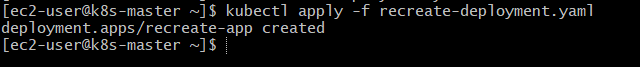 [ec2-user@k8s-master ~]$ kubectl apply -f recreate-deployment.yaml
deployment.apps/recreate-app created
[ec2-user@k8s-master ~]$